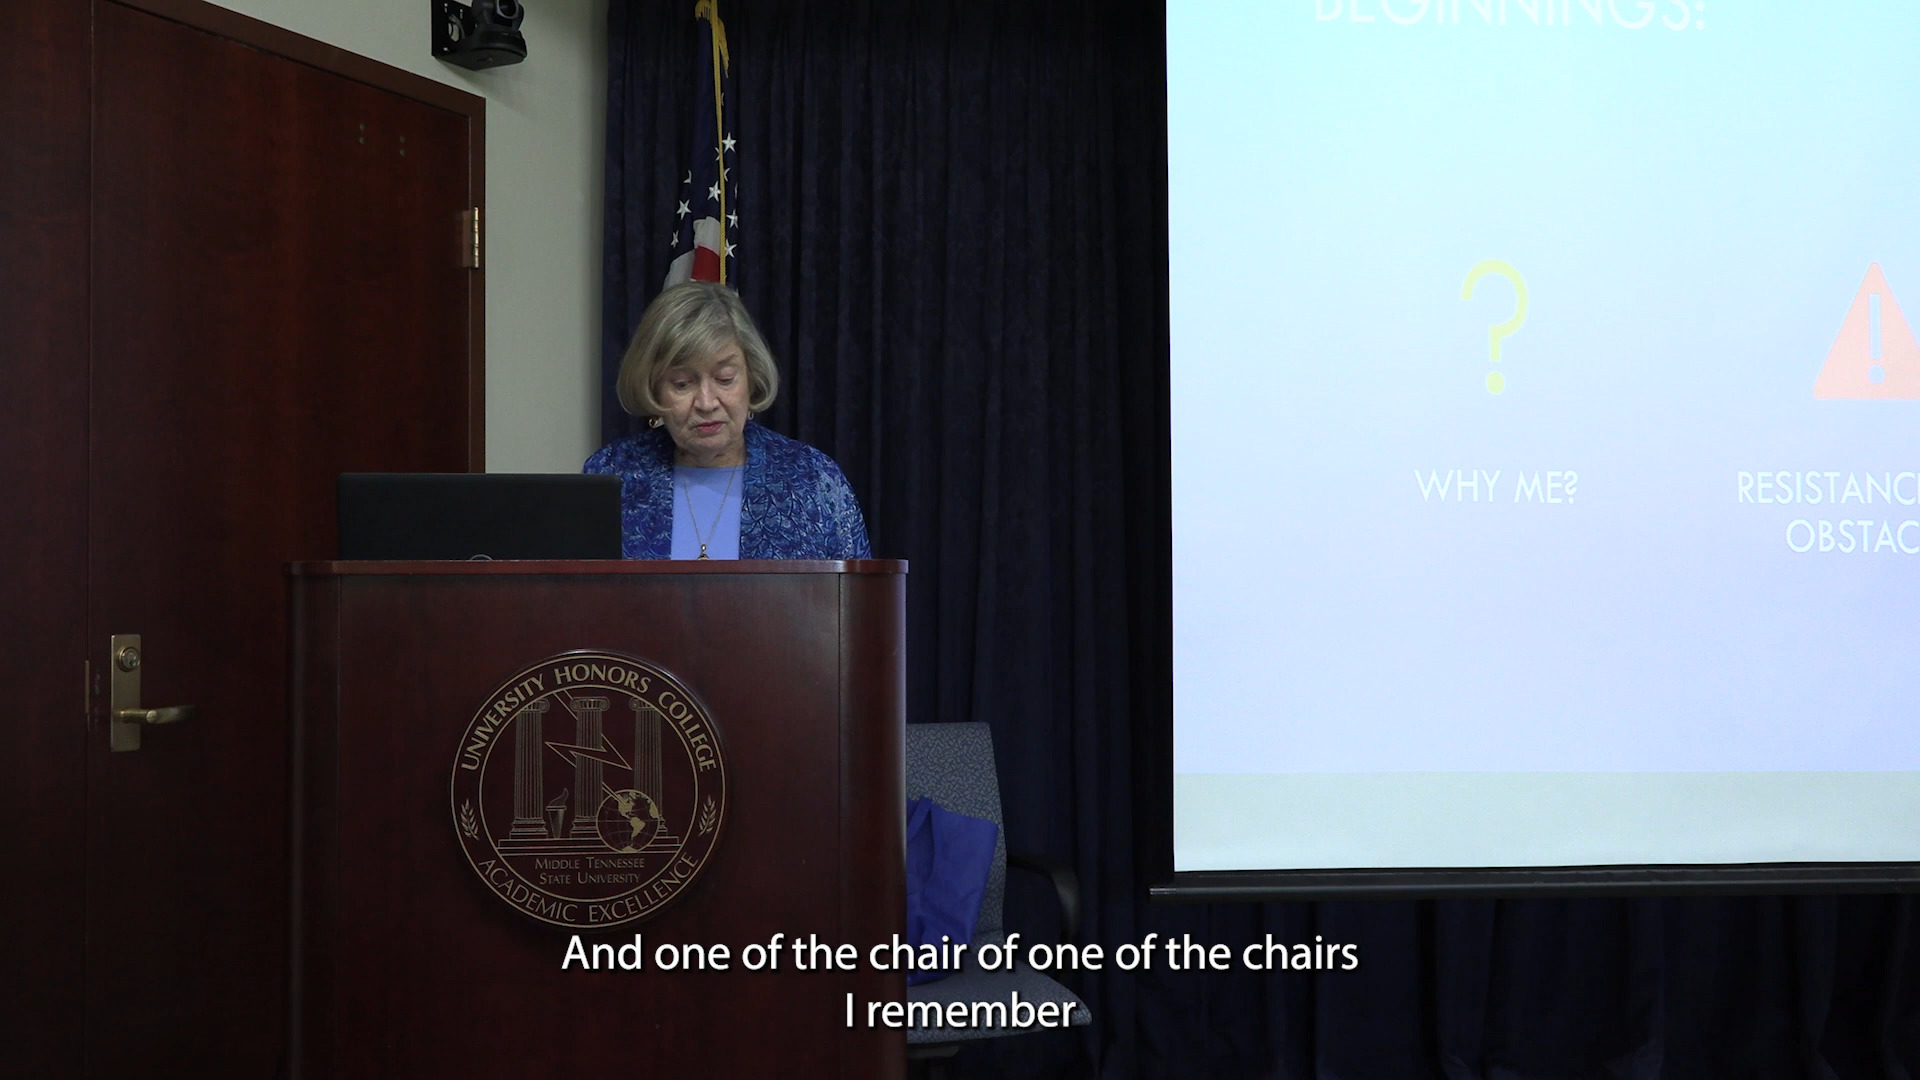 BEGINNINGS:
WHY ME?
RESISTANC
OBSTAC
UNIVERSITY HONORS COLLEGE
MIDDLE TENNESSEE
STATE UNIVERSITY
ACADEMIC EXCELLENCE
And one of the chair of one of the chairs
I remember